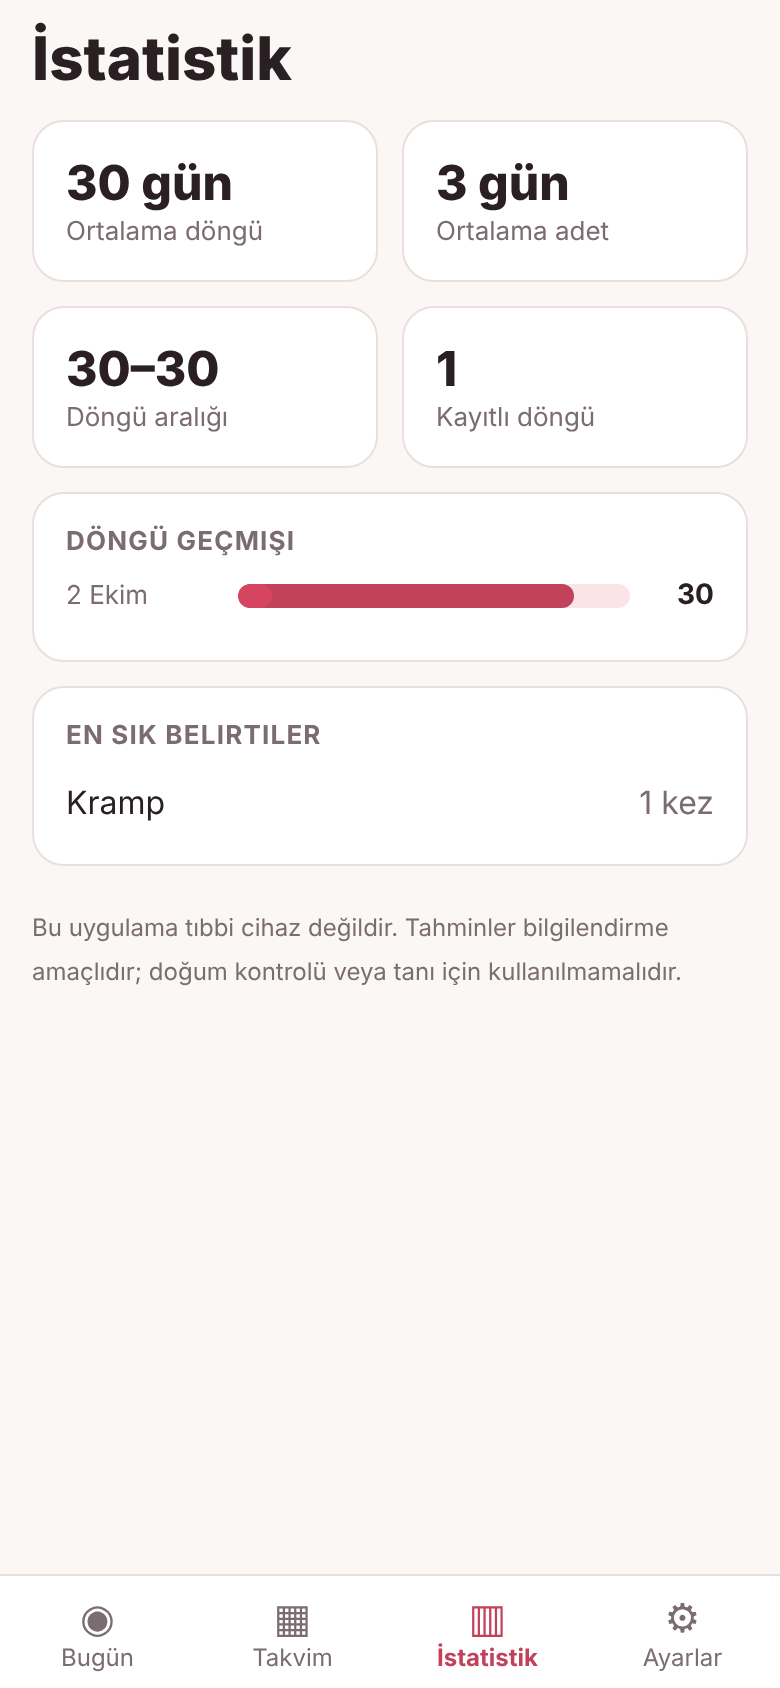 İstatistik
30 gün
Ortalama döngü
3 gün
Ortalama adet
30–30
Döngü aralığı
1
Kayıtlı döngü
DÖNGÜ GEÇMIŞI
2 Ekim 30
EN SIK BELIRTILER
Kramp 1 kez
Bu uygulama tıbbi cihaz değildir. Tahminler bilgilendirme
amaçlıdır; doğum kontrolü veya tanı için kullanılmamalıdır.
Bugün Takvim İstatistik Ayarlar